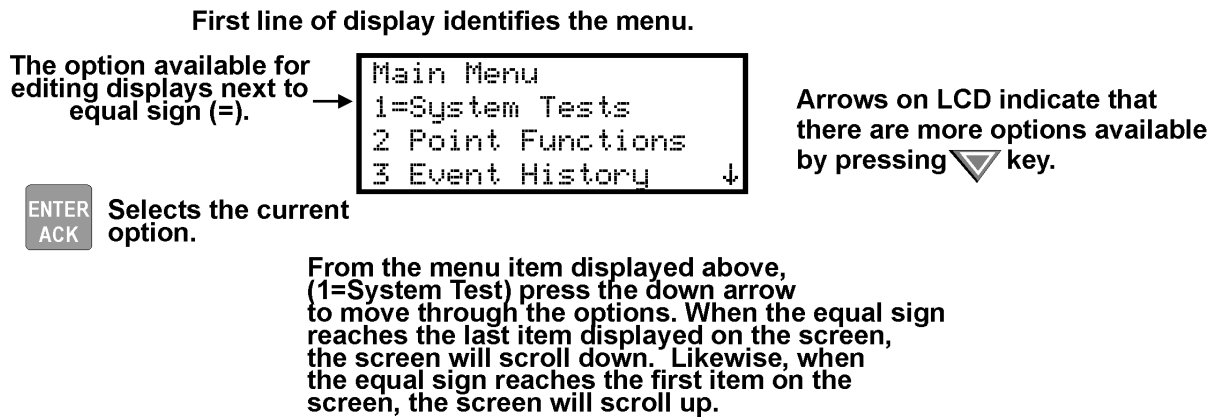 First line of display identifies the menu.
The option available for
editing displays next to
equal sign (=).
Main Menu
1=System Tests
2 Point Functions
3 Event History ↓
Arrows on LCD indicate that
there are more options available
by pressing key.
ENTER
ACK
Selects the current
option.
From the menu item displayed above,
(1=System Test) press the down arrow
to move through the options. When the equal sign
reaches the last item displayed on the screen,
the screen will scroll down. Likewise, when
the equal sign reaches the first item on the
screen, the screen will scroll up.